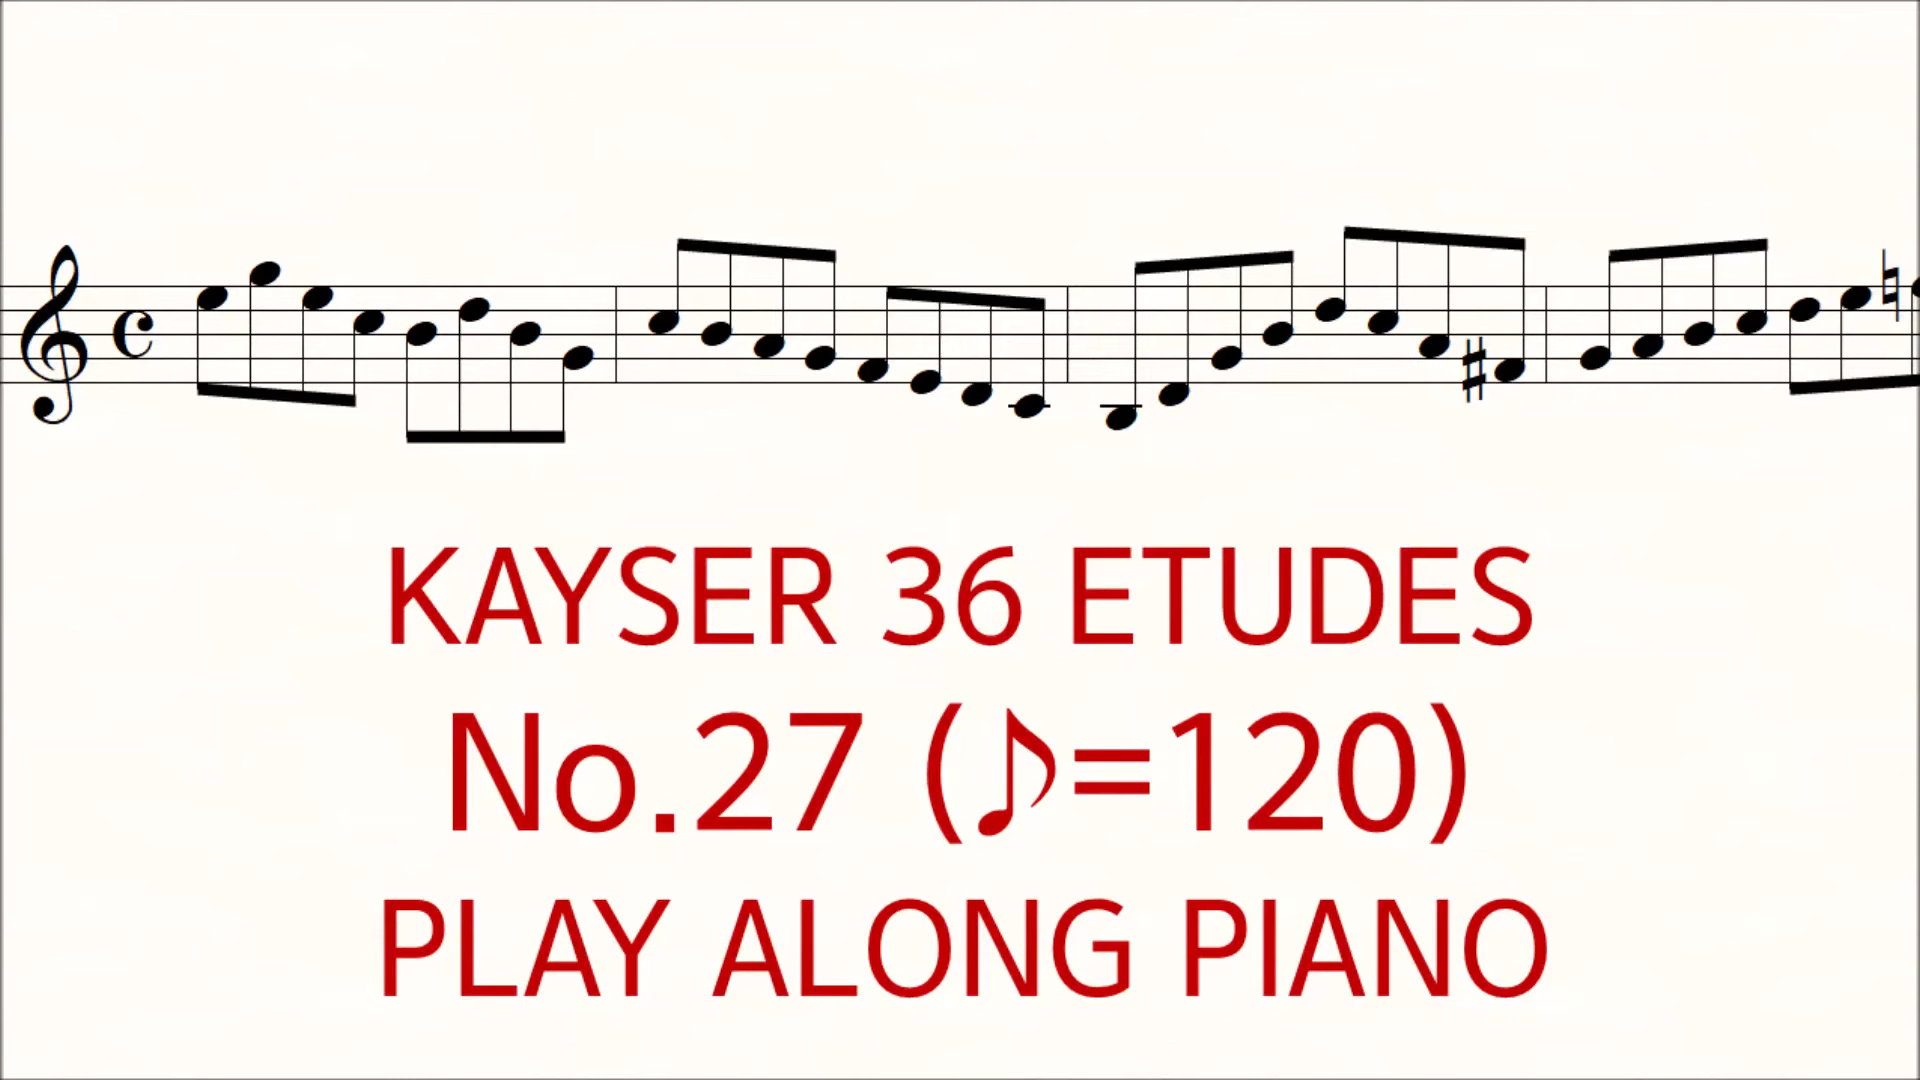 KAYSER 36 ETUDES
No.27 (♪=120)
PLAY ALONG PIANO